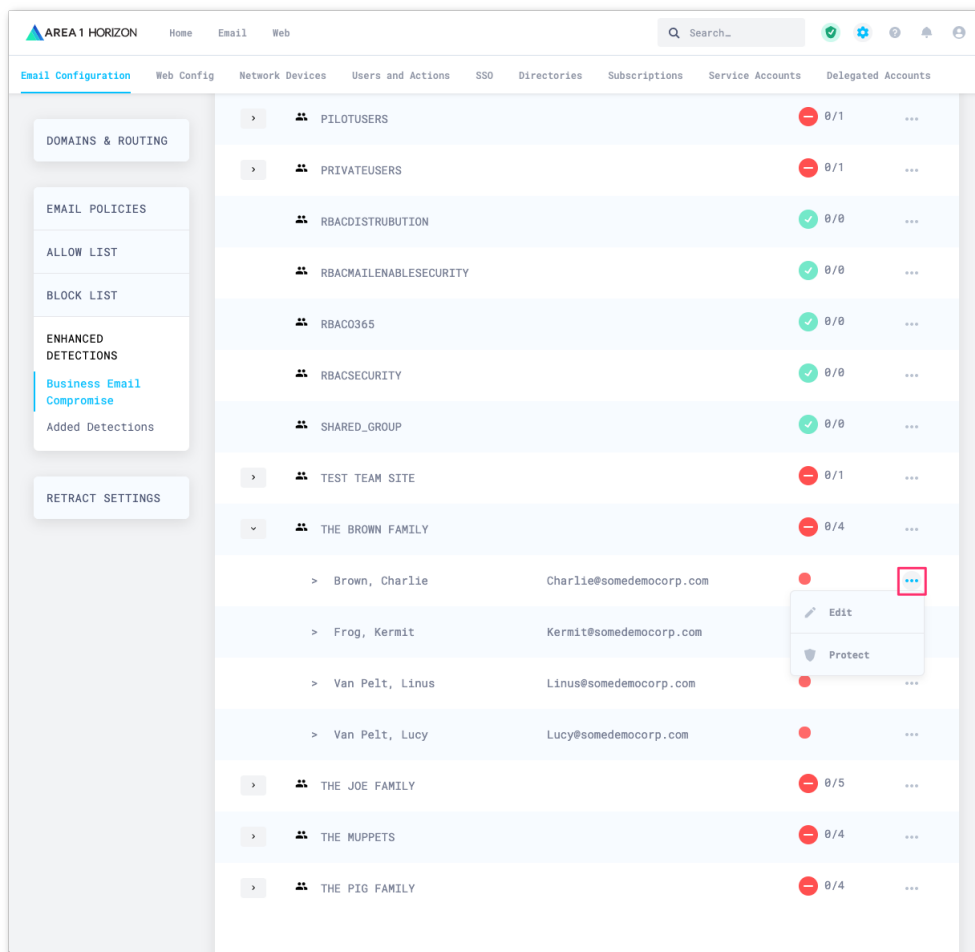 AREA 1 HORIZON Home Email Web Search…
Email Configuration Web Config Network Devices Users and Actions SSO Directories Subscriptions Service Accounts Delegated Accounts
DOMAINS & ROUTING
EMAIL POLICIES
ALLOW LIST
BLOCK LIST
ENHANCED
DETECTIONS
Business Email
Compromise
Added Detections
RETRACT SETTINGS
> PILOTUSERS 0/1 ...
> PRIVATEUSERS 0/1 ...
RBACDISTRUBUTION 0/0 ...
RBACMAILENABLESECURITY 0/0 ...
RBACO365 0/0 ...
RBACSECURITY 0/0 ...
SHARED_GROUP 0/0 ...
> TEST TEAM SITE 0/1 ...
THE BROWN FAMILY 0/4 ...
> Brown, Charlie Charlie@somedemocorp.com ...
Edit
> Frog, Kermit Kermit@somedemocorp.com
Protect
> Van Pelt, Linus Linus@somedemocorp.com ...
> Van Pelt, Lucy Lucy@somedemocorp.com ...
> THE JOE FAMILY 0/5 ...
> THE MUPPETS 0/4 ...
> THE PIG FAMILY 0/4 ...